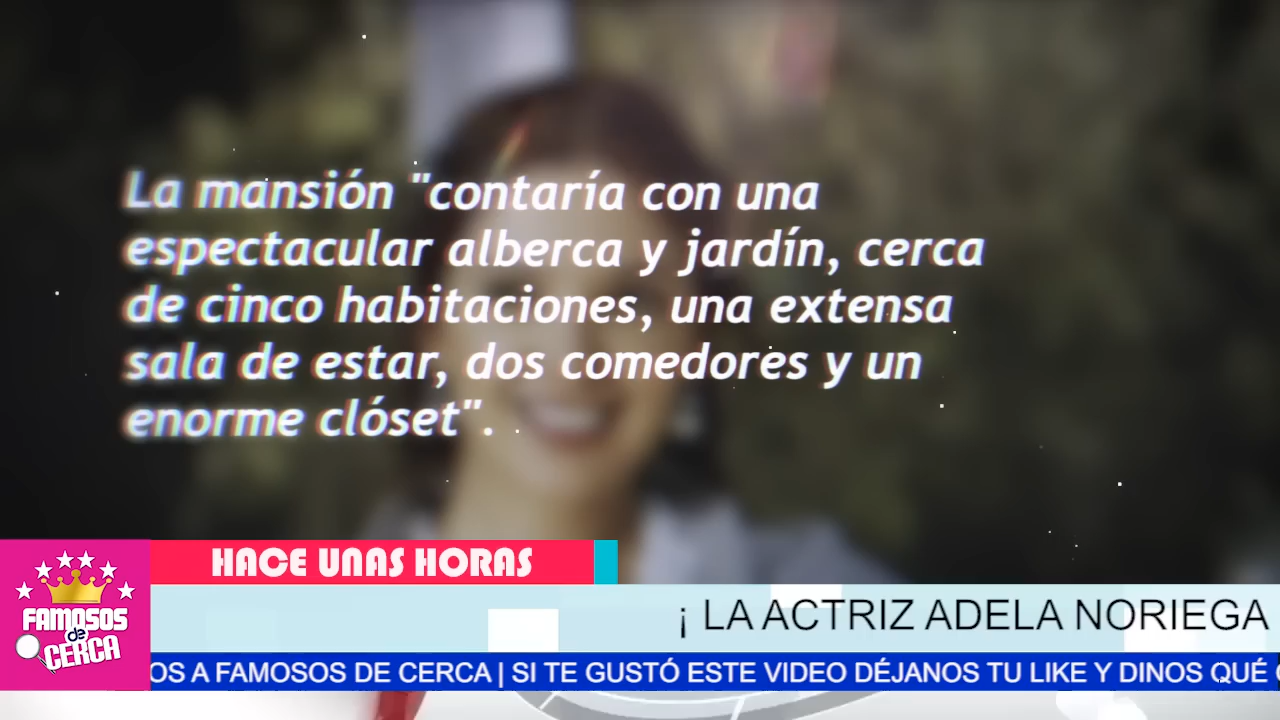 La mansión "contaría con una
espectacular alberca y jardín, cerca
de cinco habitaciones, una extensa
sala de estar, dos comedores y un
enorme clóset".
HACE UNAS HORAS
FAMOSOS
de
CERCA
¡ LA ACTRIZ ADELA NORIEGA
OS A FAMOSOS DE CERCA | SI TE GUSTÓ ESTE VIDEO DÉJANOS TU LIKE Y DINOS QUÉ